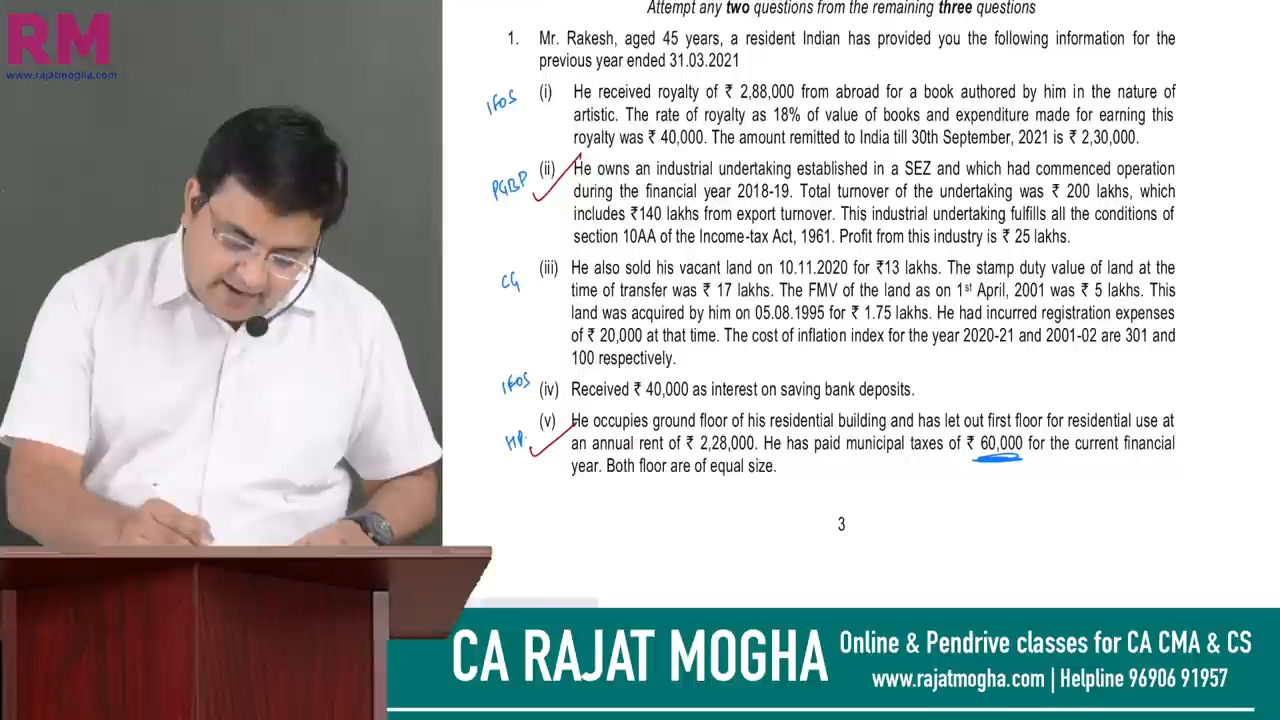 RM
www.rajatmogha.com
Attempt any two questions from the remaining three questions
1. Mr. Rakesh, aged 45 years, a resident Indian has provided you the following information for the
previous year ended 31.03.2021
IFOS
(i) He received royalty of ₹ 2,88,000 from abroad for a book authored by him in the nature of
artistic. The rate of royalty as 18% of value of books and expenditure made for earning this
royalty was ₹ 40,000. The amount remitted to India till 30th September, 2021 is ₹ 2,30,000.
PGBP
(ii) He owns an industrial undertaking established in a SEZ and which had commenced operation
during the financial year 2018-19. Total turnover of the undertaking was ₹ 200 lakhs, which
includes ₹140 lakhs from export turnover. This industrial undertaking fulfills all the conditions of
section 10AA of the Income-tax Act, 1961. Profit from this industry is ₹ 25 lakhs.
CG
(iii) He also sold his vacant land on 10.11.2020 for ₹13 lakhs. The stamp duty value of land at the
time of transfer was ₹ 17 lakhs. The FMV of the land as on 1st April, 2001 was ₹ 5 lakhs. This
land was acquired by him on 05.08.1995 for ₹ 1.75 lakhs. He had incurred registration expenses
of ₹ 20,000 at that time. The cost of inflation index for the year 2020-21 and 2001-02 are 301 and
100 respectively.
IFOS
(iv) Received ₹ 40,000 as interest on saving bank deposits.
HP.
(v) He occupies ground floor of his residential building and has let out first floor for residential use at
an annual rent of ₹ 2,28,000. He has paid municipal taxes of ₹ 60,000 for the current financial
year. Both floor are of equal size.
3
CA RAJAT MOGHA
Online & Pendrive classes for CA CMA & CS
www.rajatmogha.com | Helpline 96906 91957